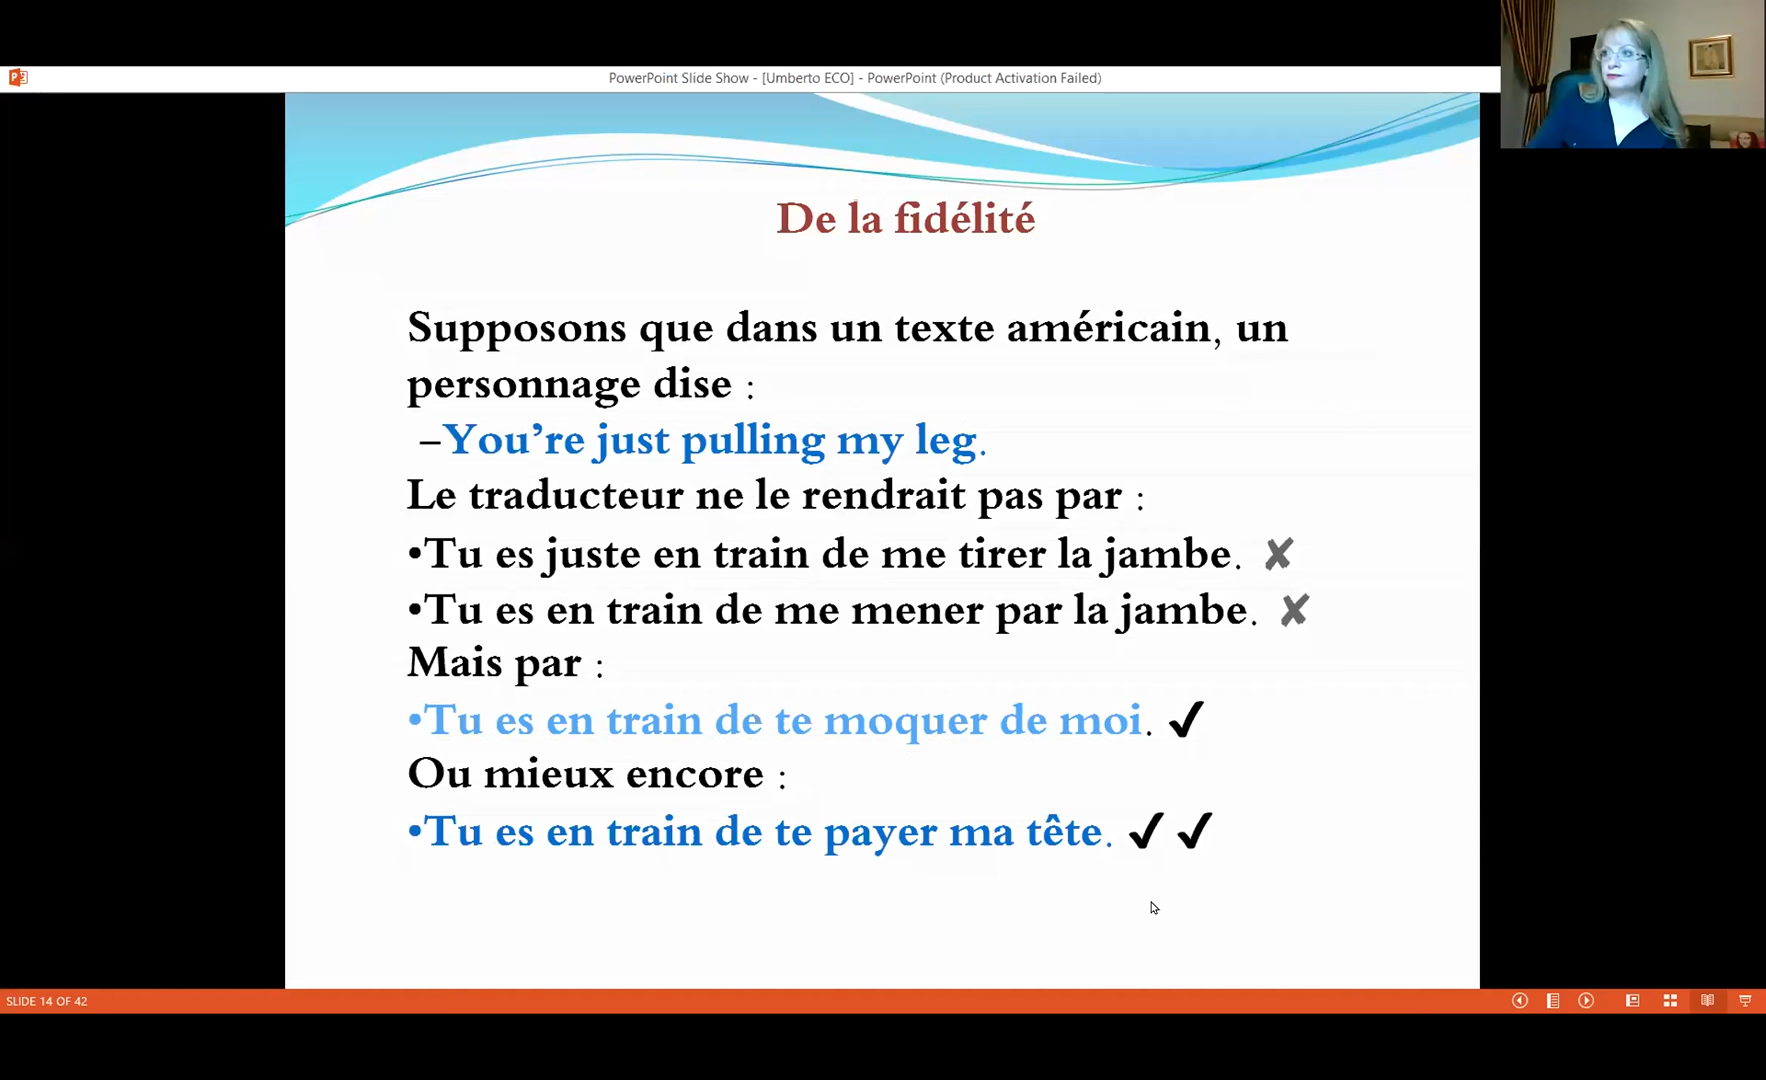 PowerPoint Slide Show - [Umberto ECO] - PowerPoint (Product Activation Failed)
De la fidélité
Supposons que dans un texte américain, un
personnage dise :
–You’re just pulling my leg.
Le traducteur ne le rendrait pas par :
•Tu es juste en train de me tirer la jambe. ✘
•Tu es en train de me mener par la jambe. ✘
Mais par :
•Tu es en train de te moquer de moi. ✓
Ou mieux encore :
•Tu es en train de te payer ma tête. ✓ ✓
SLIDE 14 OF 42